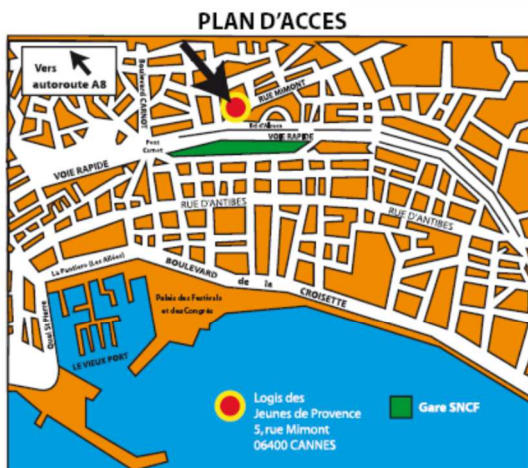 PLAN D'ACCES
Vers
autoroute A8
Boulevard CARNOT
RUE MIMONT
Bd d'Alsace
VOIE RAPIDE
Pont
Carnot
VOIE RAPIDE
RUE D'ANTIBES
RUE D'ANTIBES
La Pantiero (Les Allées)
BOULEVARD de la CROISETTE
Palais des Festivals
et des Congrès
Quai St Pierre
LE VIEUX PORT
Logis des
Jeunes de Provence
5, rue Mimont
06400 CANNES
Gare SNCF